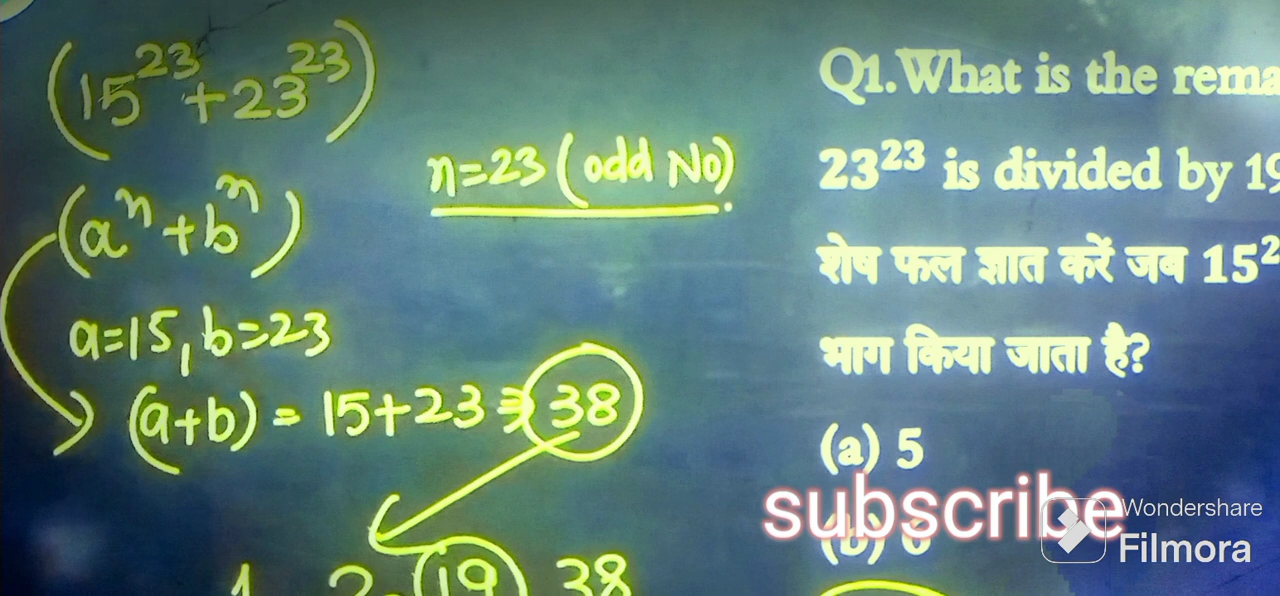 (15²³+23²³)
n=23 (odd No)
(aⁿ+bⁿ)
a=15, b=23
(a+b) = 15+23 = 38
1 2 19 38
Q1.What is the rema
23²³ is divided by 19
शेष फल ज्ञात करें जब 15²
भाग किया जाता है?
(a) 5
subscribe
(b)
Wondershare
Filmora